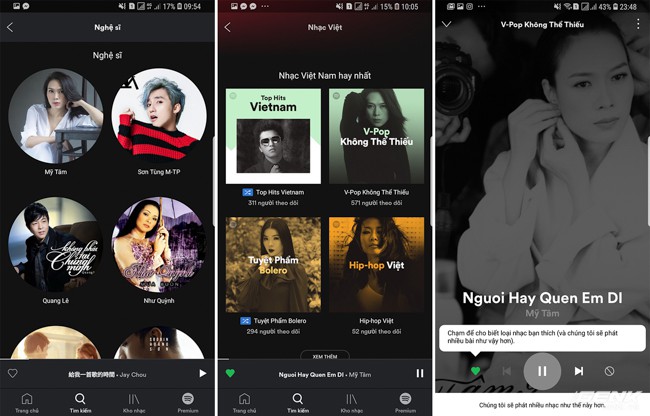 17% 09:54
Nghệ sĩ
Nghệ sĩ
Mỹ Tâm
Sơn Tùng M-TP
không phải
tại
chúng
mình
Quang Lê
Như Quỳnh
給我一首歌的時間 • Jay Chou
Trang chủ
Tìm kiếm
Kho nhạc
Premium
15% 10:05
Nhạc Việt
Nhạc Việt Nam hay nhất
Top Hits
Vietnam
V-Pop
Không Thể Thiếu
Top Hits Vietnam
311 người theo dõi
V-Pop Không Thể Thiếu
571 người theo dõi
Tuyệt Phẩm
Bolero
Hip-hop Việt
Tuyệt Phẩm Bolero
294 người theo dõi
Hip-hop Việt
52 người theo dõi
XEM THÊM
Nguoi Hay Quen Em DI • Mỹ Tâm
Trang chủ
Tìm kiếm
Kho nhạc
Premium
43% 23:48
V-Pop Không Thể Thiếu
Nguoi Hay Quen Em DI
Mỹ Tâm
Chạm để cho biết loại nhạc bạn thích (và chúng tôi sẽ phát
nhiều bài như vậy hơn).
Chúng tôi sẽ phát nhiều nhạc như thế này hơn.